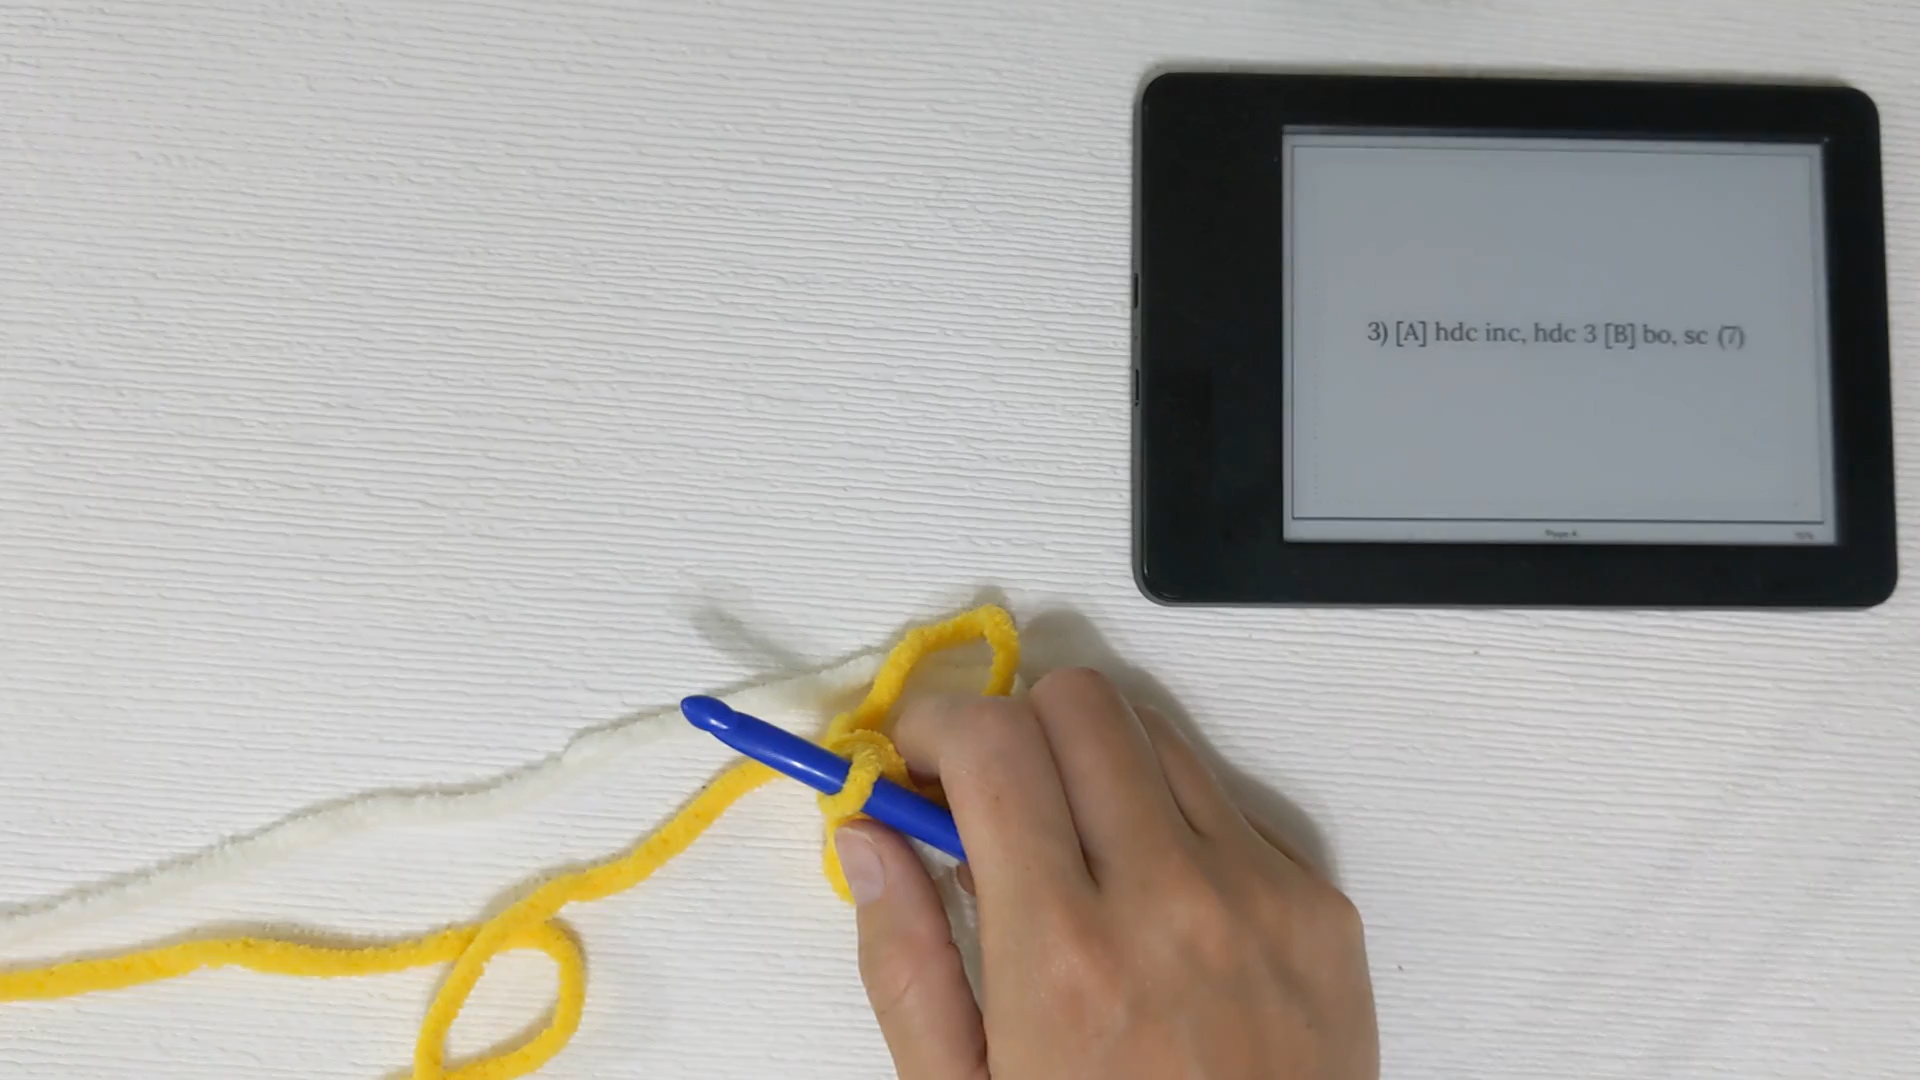 3) [A] hdc inc, hdc 3 [B] bo, sc (7)